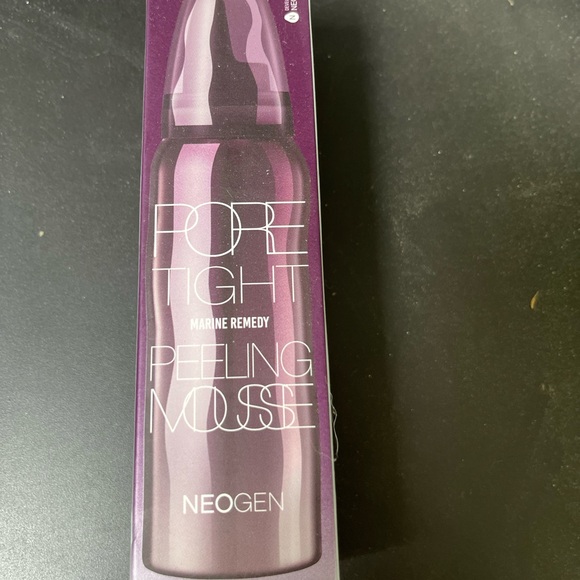 PORE
TIGHT
MARINE REMEDY
PEELING
MOUSSE
NEOGEN